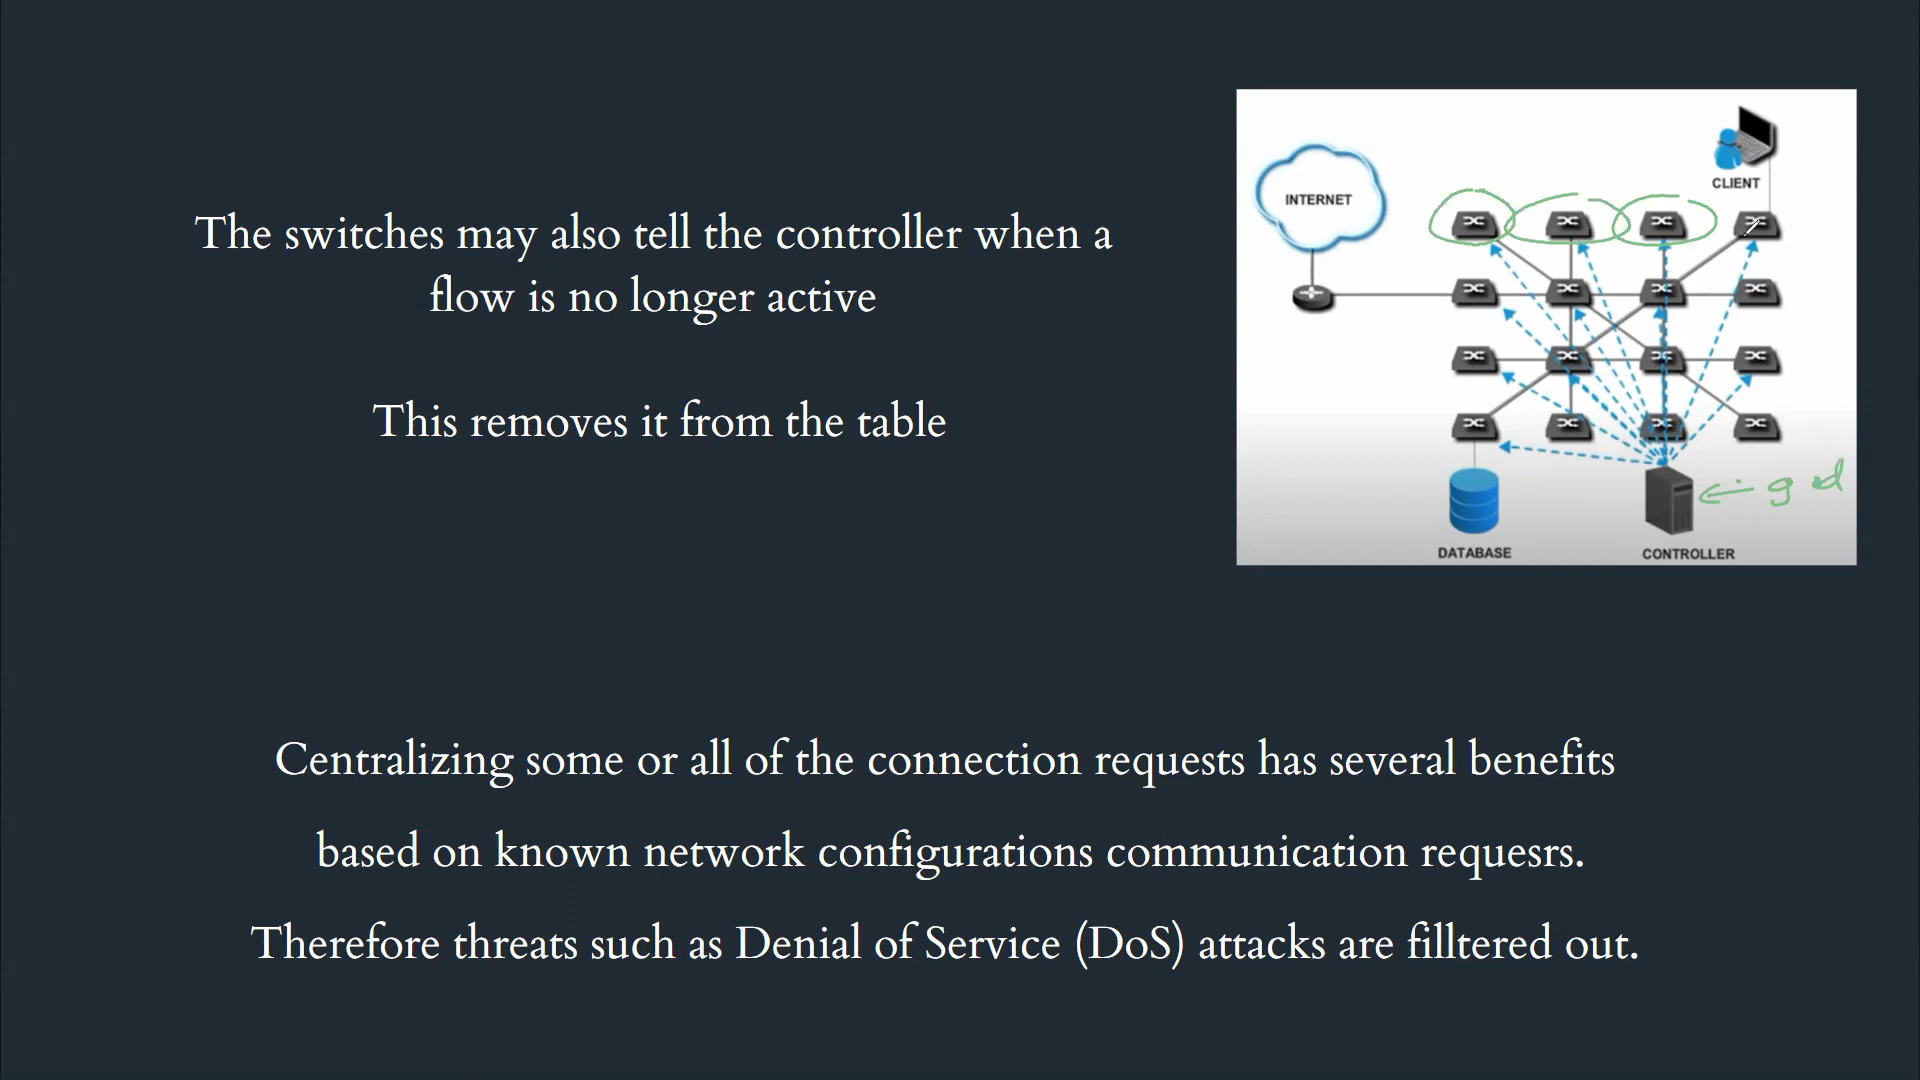 The switches may also tell the controller when a
flow is no longer active
This removes it from the table
INTERNET
CLIENT
DATABASE
CONTROLLER
Centralizing some or all of the connection requests has several benefits
based on known network configurations communication requesrs.
Therefore threats such as Denial of Service (DoS) attacks are filltered out.